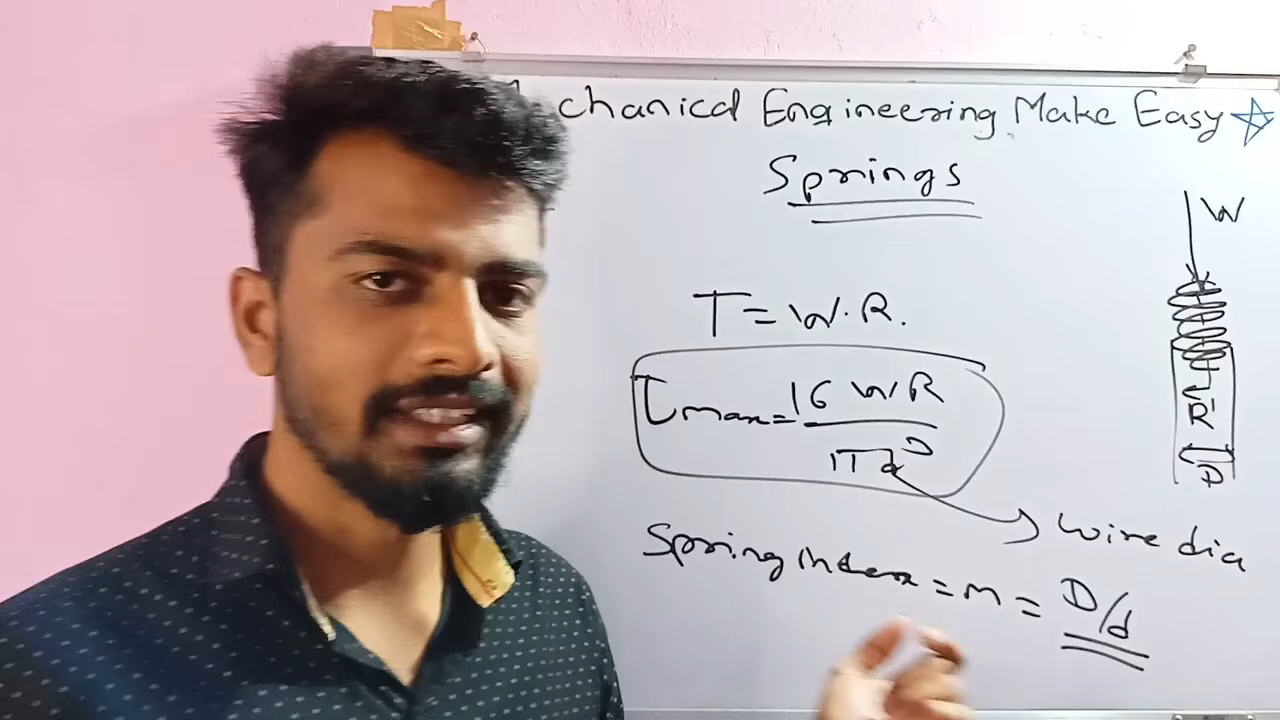 chanical Engineering Make Easy ☆
Springs
W
T = W.R.
τmax = 16 WR / πd³
R
D
wire dia
Spring index = m = D/d